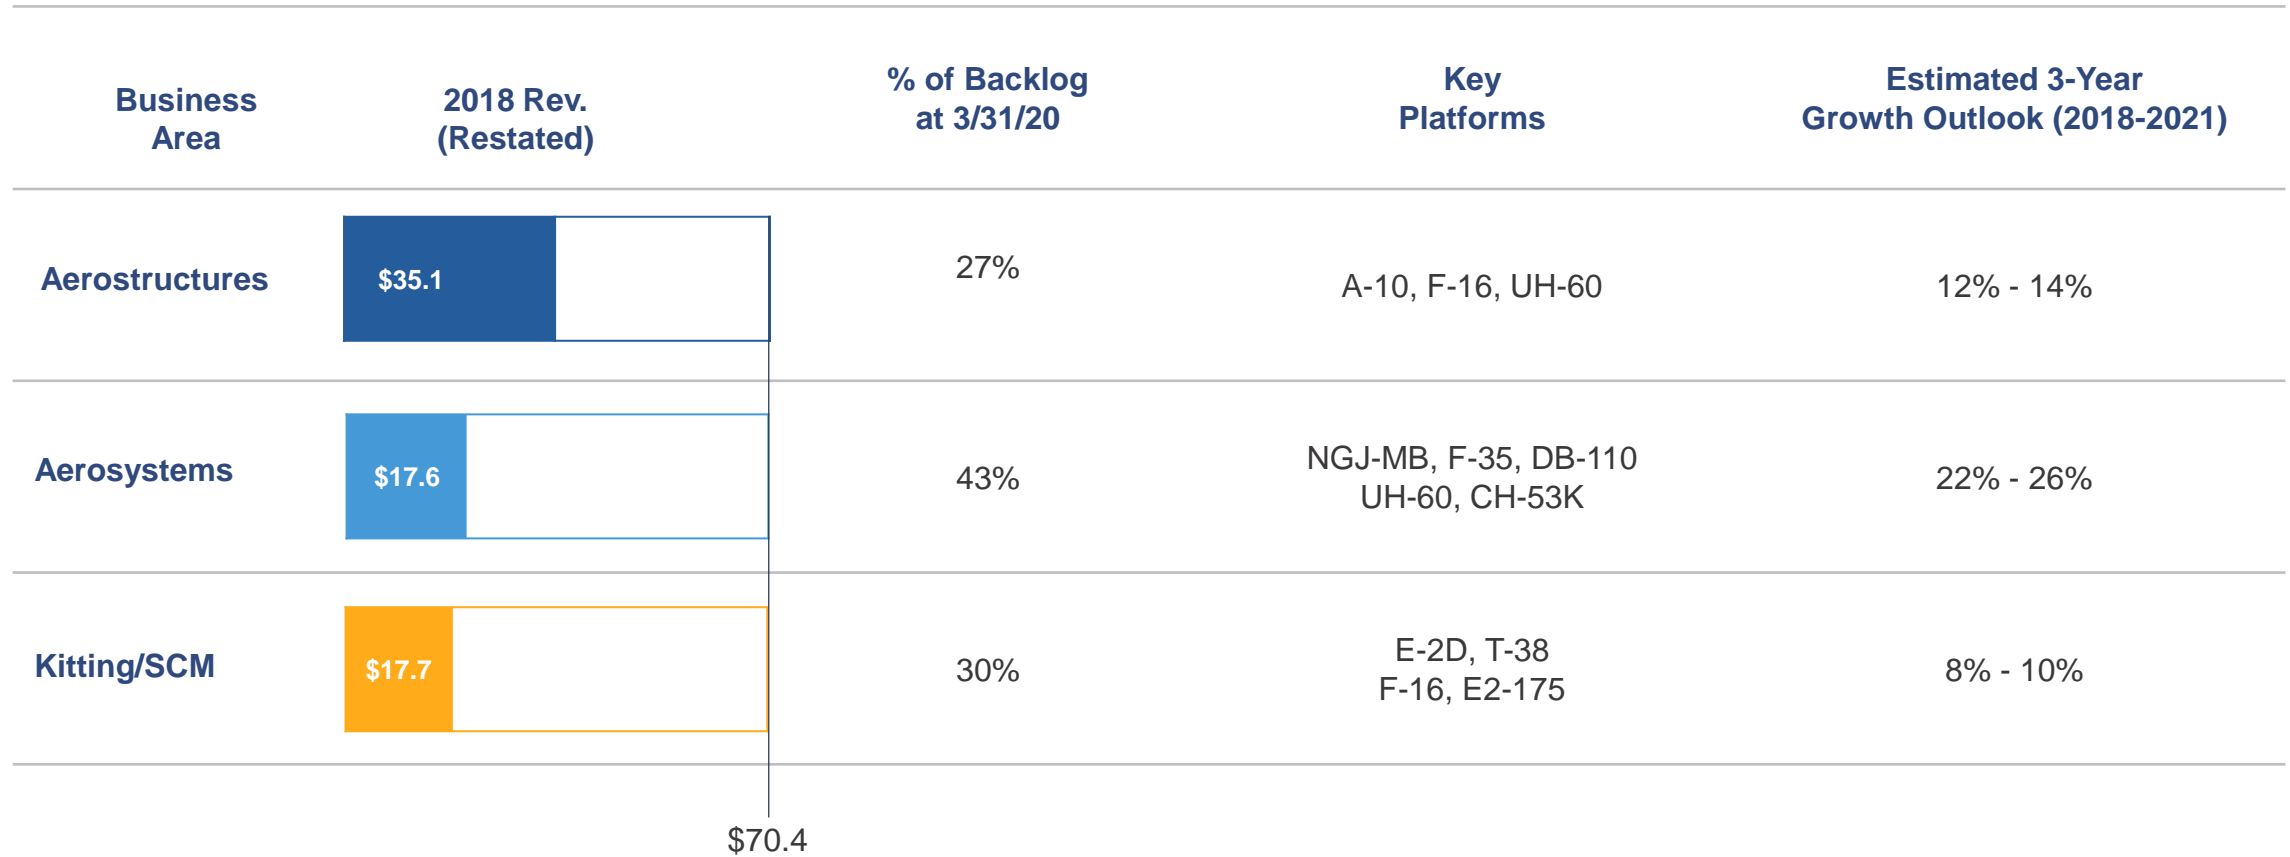 Business
Area
2018 Rev.
(Restated)
% of Backlog
at 3/31/20
Key
Platforms
Estimated 3-Year
Growth Outlook (2018-2021)
Aerostructures
$35.1
27%
A-10, F-16, UH-60
12% - 14%
Aerosystems
$17.6
43%
NGJ-MB, F-35, DB-110
UH-60, CH-53K
22% - 26%
Kitting/SCM
$17.7
30%
E-2D, T-38
F-16, E2-175
8% - 10%
$70.4